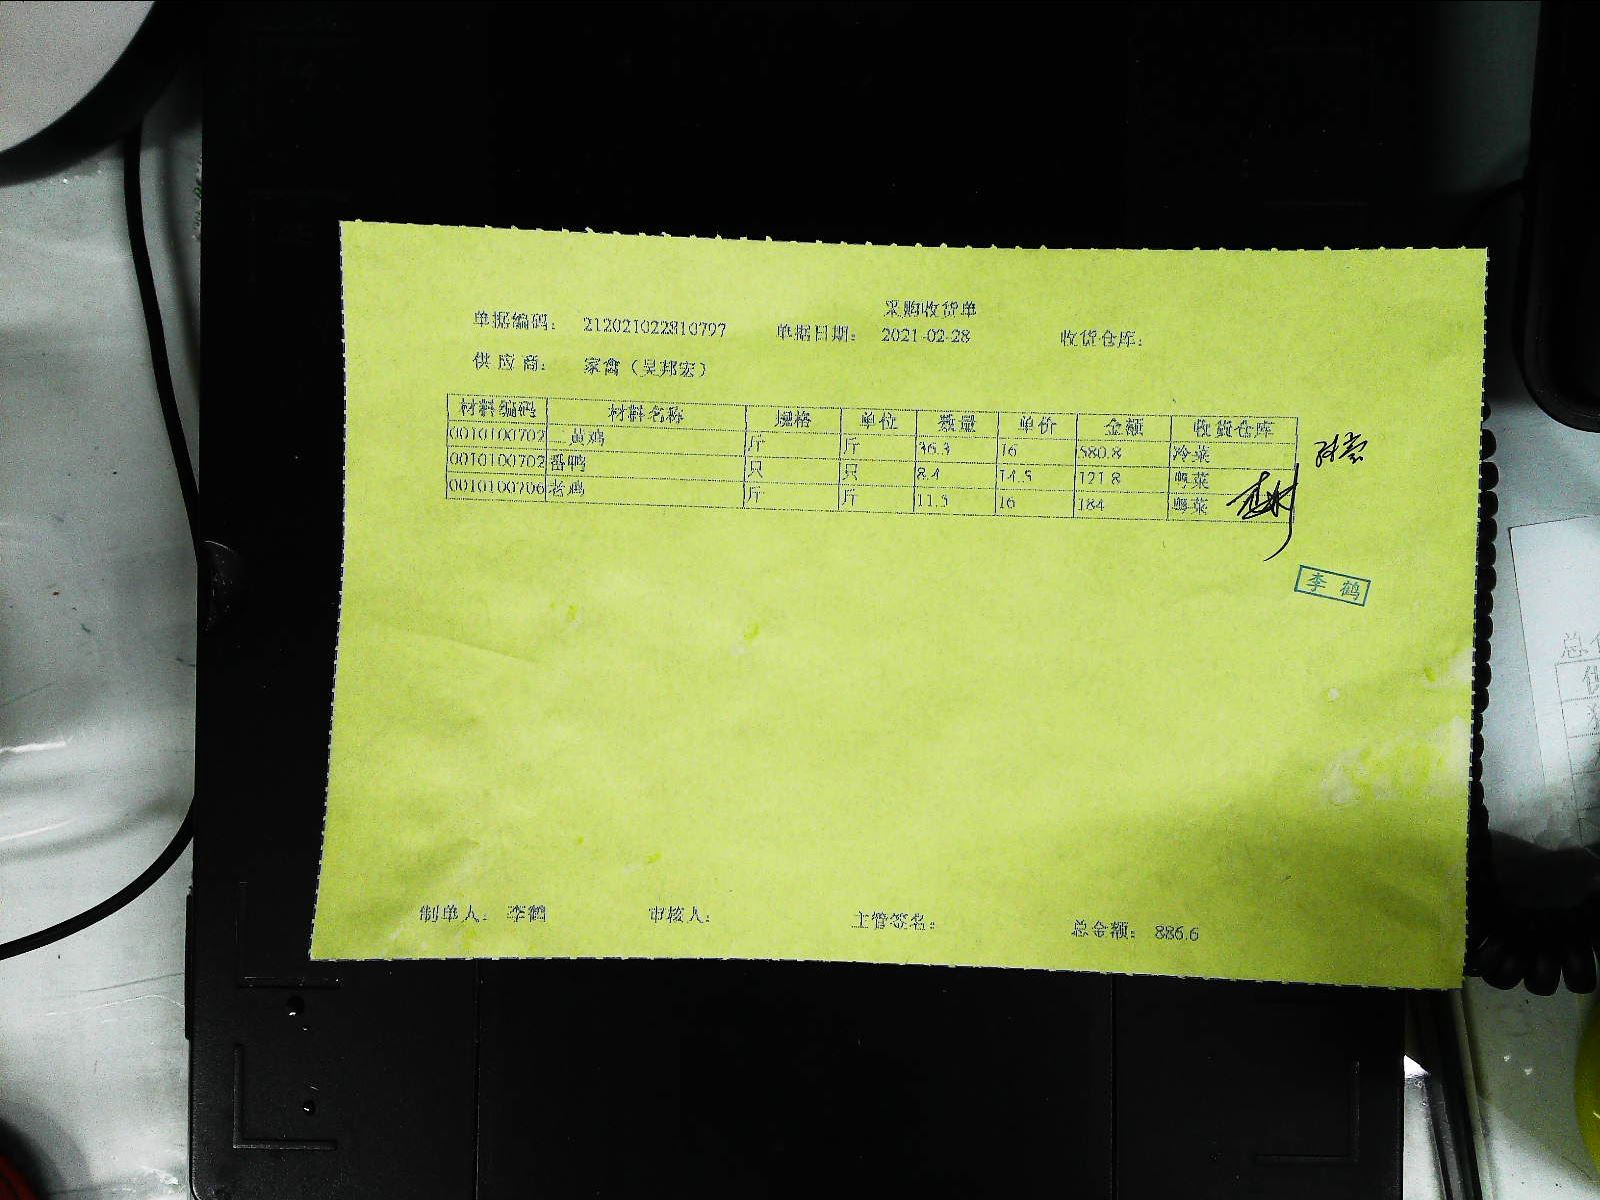 采购收货单
单据编码： 212021022810797 单据日期： 2021-02-28 收货仓库：
供 应 商： 家禽（吴邦宏）
材料编码 材料名称 规格 单位 数量 单价 金额 收货仓库
0010100702 三黄鸡 斤 斤 36.3 16 580.8 冷菜
0010100702 番鸭 只 只 8.4 14.5 121.8 粤菜
0010100706 老鸡 斤 斤 11.5 16 184 粤菜
李 鹤
制单人： 李鹤 审核人： 主管签名： 总金额： 886.6